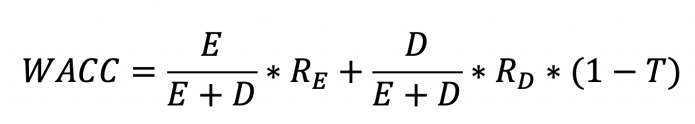 WACC = E/(E + D) * R_E + D/(E + D) * R_D * (1 − T)